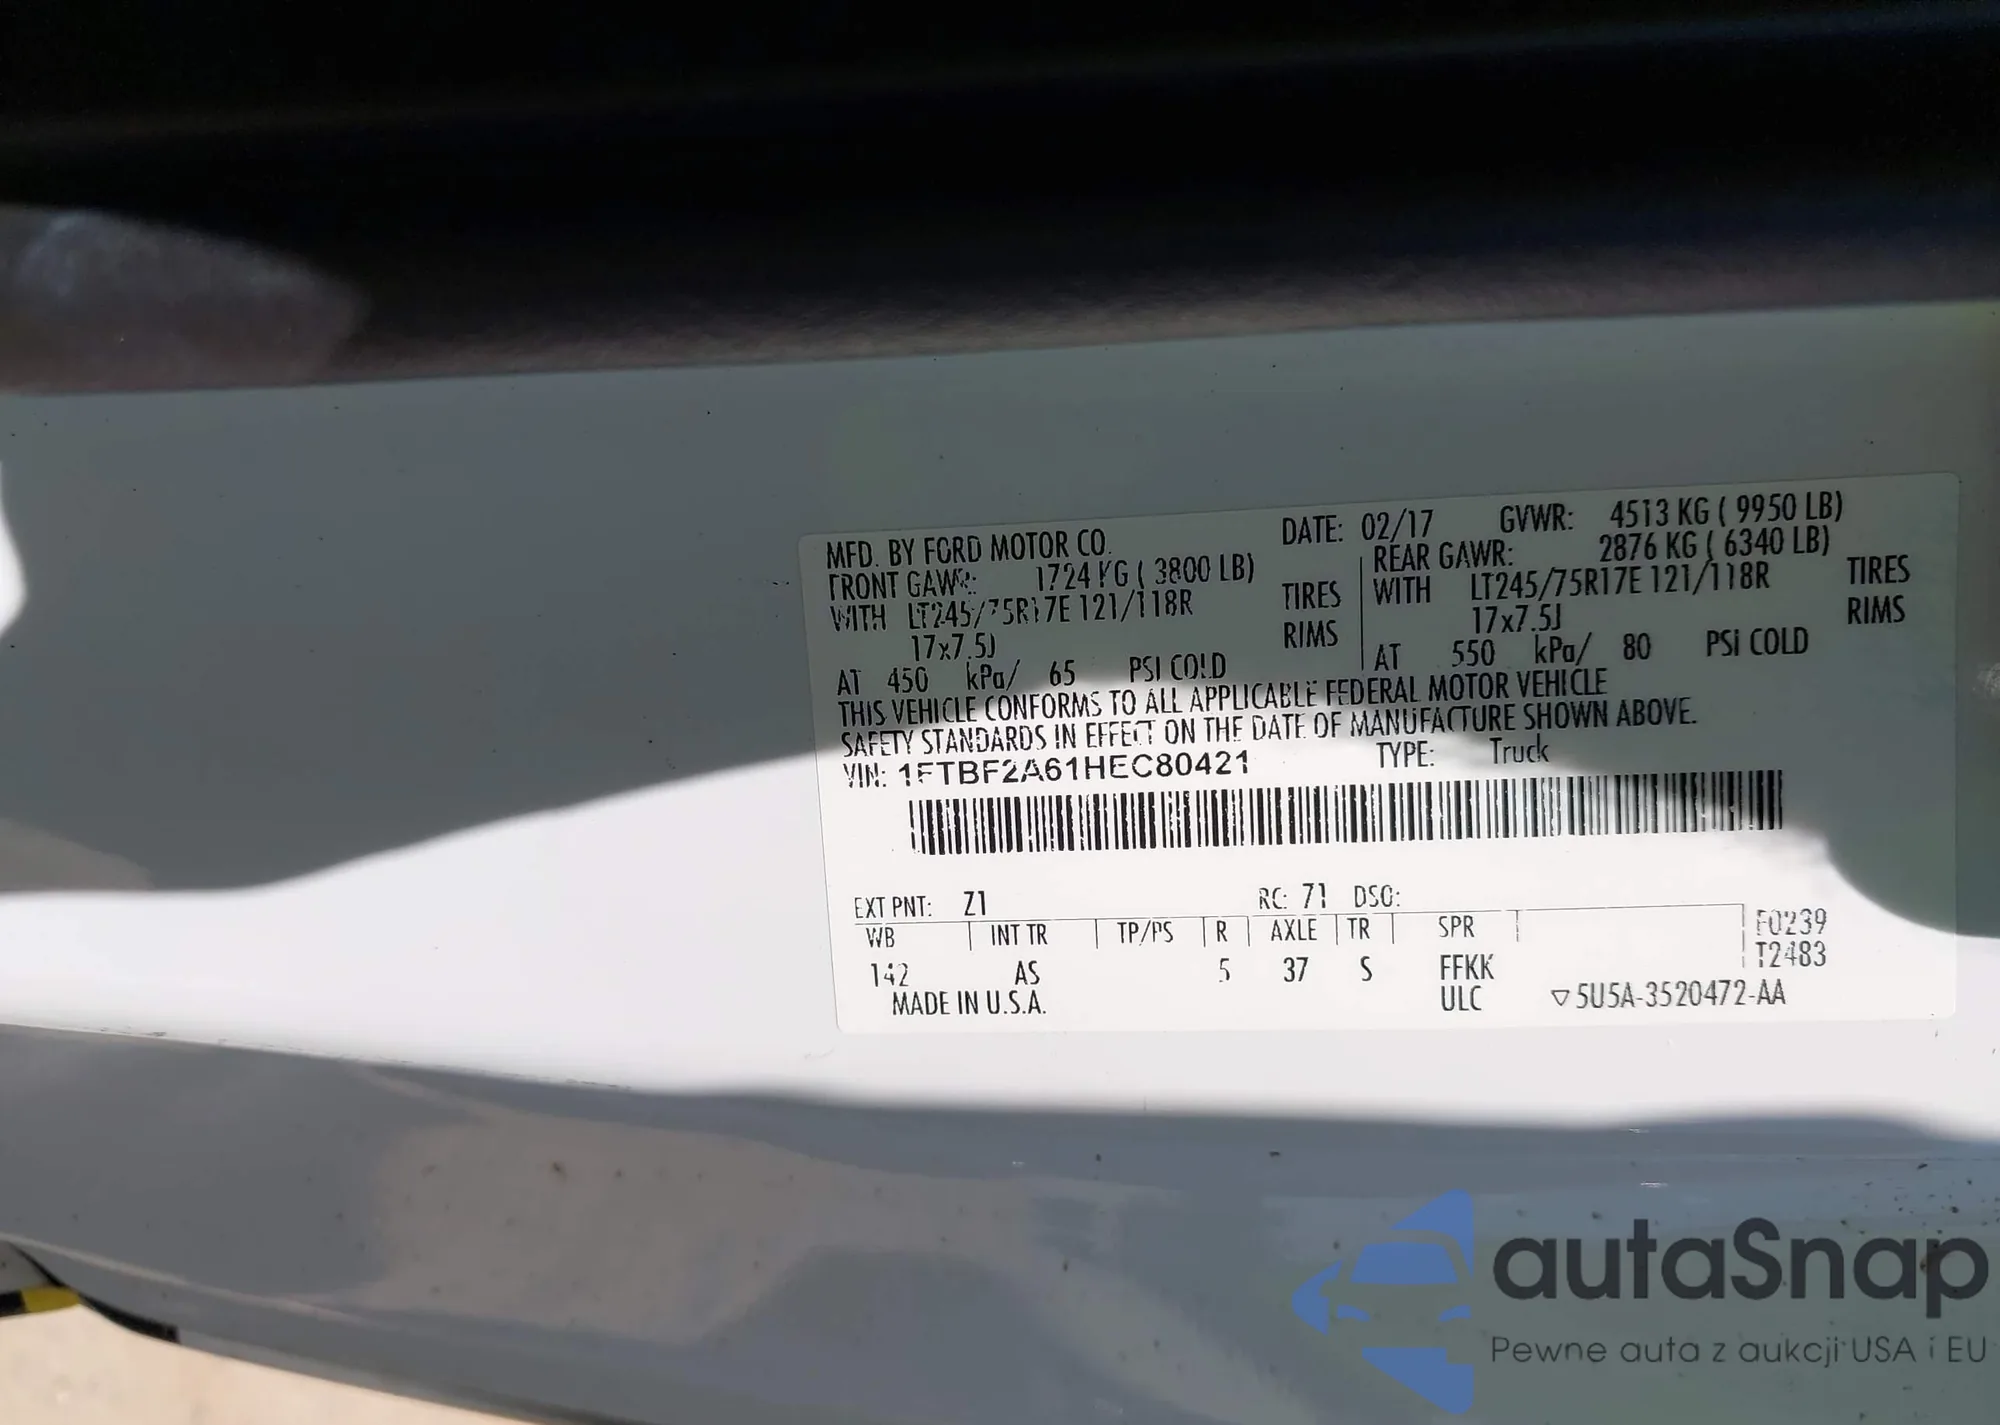 MFD. BY FORD MOTOR CO. DATE: 02/17 GVWR: 4513 KG ( 9950 LB)
FRONT GAWR: 1724 KG ( 3800 LB) REAR GAWR: 2876 KG ( 6340 LB)
WITH LT245/75R17E 121/118R TIRES WITH LT245/75R17E 121/118R TIRES
17x7.5J RIMS 17x7.5J RIMS
AT 450 kPa/ 65 PSI COLD AT 550 kPa/ 80 PSI COLD
THIS VEHICLE CONFORMS TO ALL APPLICABLE FEDERAL MOTOR VEHICLE
SAFETY STANDARDS IN EFFECT ON THE DATE OF MANUFACTURE SHOWN ABOVE.
VIN: 1FTBF2A61HEC80421 TYPE: Truck
EXT PNT: Z1 RC: 71 DSO:
WB INT TR TP/PS R AXLE TR SPR F0239
T2483
142 AS 5 37 S FFKK
MADE IN U.S.A. ULC ▽5U5A-3520472-AA
autaSnap
Pewne auta z aukcji USA i EU